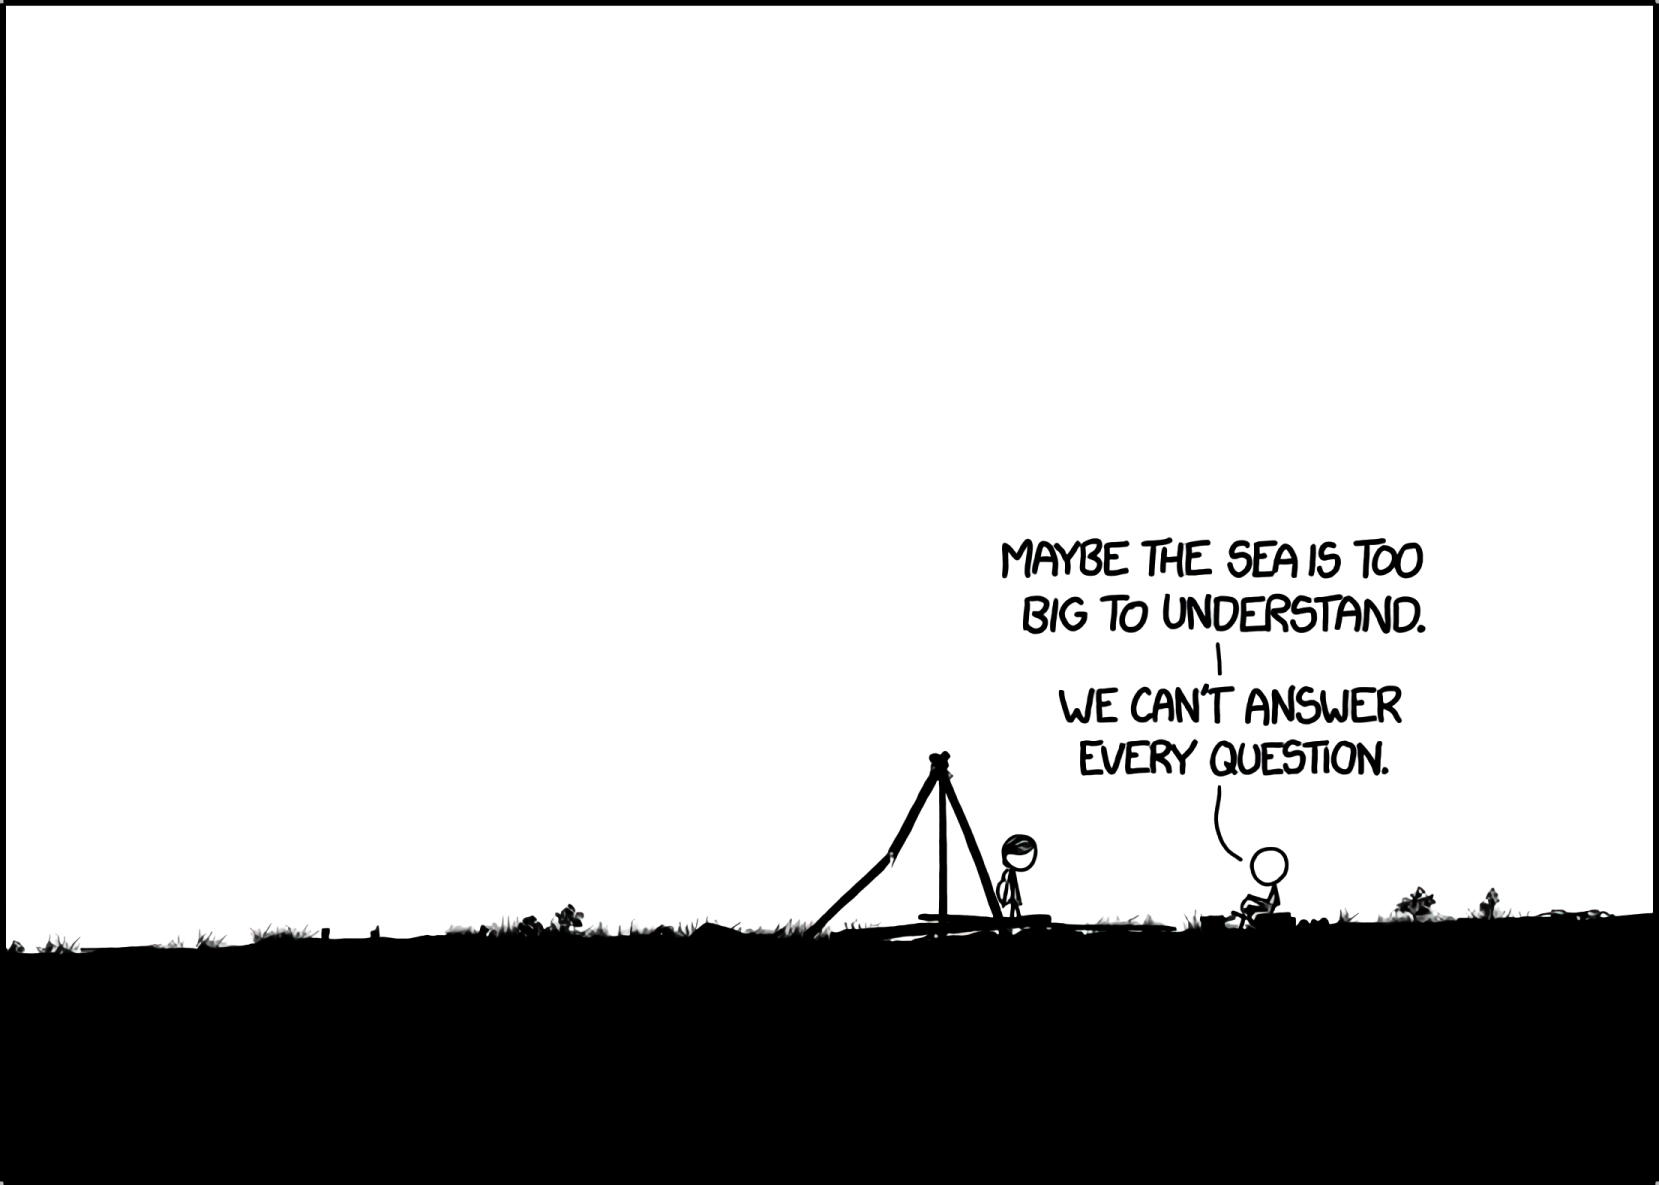 MAYBE THE SEA IS TOO
BIG TO UNDERSTAND.
WE CAN'T ANSWER
EVERY QUESTION.